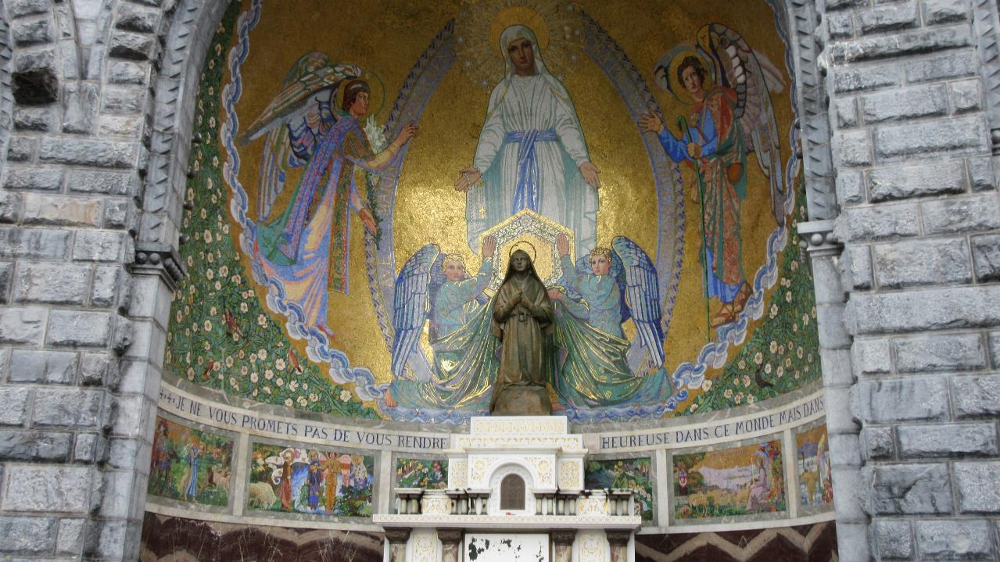 JE NE VOUS PROMETS PAS DE VOUS RENDRE HEUREUSE DANS CE MONDE MAIS DANS